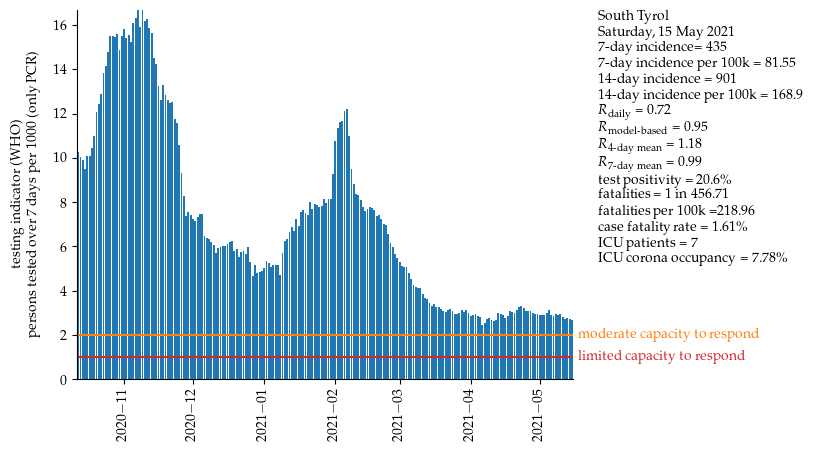 testing indicator (WHO)
persons tested over 7 days per 1000 (only PCR)
16
14
12
10
8
6
4
2
0
2020−11
2020−12
2021−01
2021−02
2021−03
2021−04
2021−05
South Tyrol
Saturday, 15 May 2021
7-day incidence= 435
7-day incidence per 100k = 81.55
14-day incidence = 901
14-day incidence per 100k = 168.9
R daily = 0.72
R model-based = 0.95
R 4-day mean = 1.18
R 7-day mean = 0.99
test positivity = 20.6%
fatalities = 1 in 456.71
fatalities per 100k =218.96
case fatality rate = 1.61%
ICU patients = 7
ICU corona occupancy = 7.78%
moderate capacity to respond
limited capacity to respond